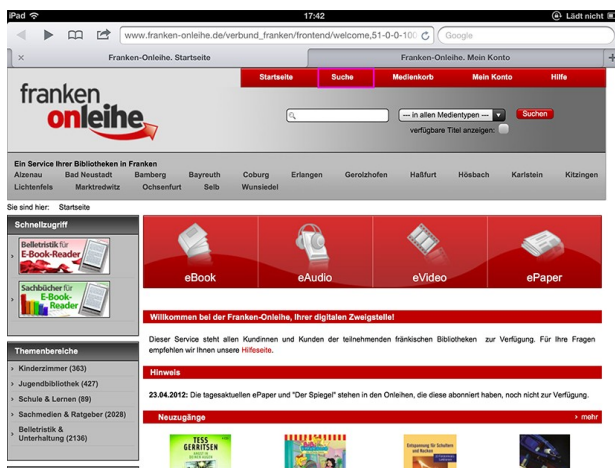 iPad 17:42 Lädt nicht
www.franken-onleihe.de/verbund_franken/frontend/welcome,51-0-0-100 Google
Franken-Onleihe. Startseite Franken-Onleihe. Mein Konto
Startseite Suche Medienkorb Mein Konto Hilfe
franken
onleihe
--- in allen Medientypen --- Suchen
verfügbare Titel anzeigen:
Ein Service Ihrer Bibliotheken in Franken
Alzenau Bad Neustadt Bamberg Bayreuth Coburg Erlangen Gerolzhofen Haßfurt Hösbach Karlstein Kitzingen
Lichtenfels Marktredwitz Ochsenfurt Selb Wunsiedel
Sie sind hier: Startseite
Schnellzugriff
Belletristik für
E-Book-Reader
Sachbücher für
E-Book-
Reader
eBook eAudio eVideo ePaper
Willkommen bei der Franken-Onleihe, Ihrer digitalen Zweigstelle!
Dieser Service steht allen Kundinnen und Kunden der teilnehmenden fränkischen Bibliotheken zur Verfügung. Für Ihre Fragen
empfehlen wir Ihnen unsere Hilfeseite.
Themenbereiche
Kinderzimmer (363)
Jugendbibliothek (427)
Schule & Lernen (89)
Sachmedien & Ratgeber (2028)
Belletristik &
Unterhaltung (2136)
Hinweis
23.04.2012: Die tagesaktuellen ePaper und "Der Spiegel" stehen in den Onleihen, die diese abonniert haben, noch nicht zur Verfügung.
Neuzugänge mehr
TESS
GERRITSEN
Entspannung für Schultern
und Nacken